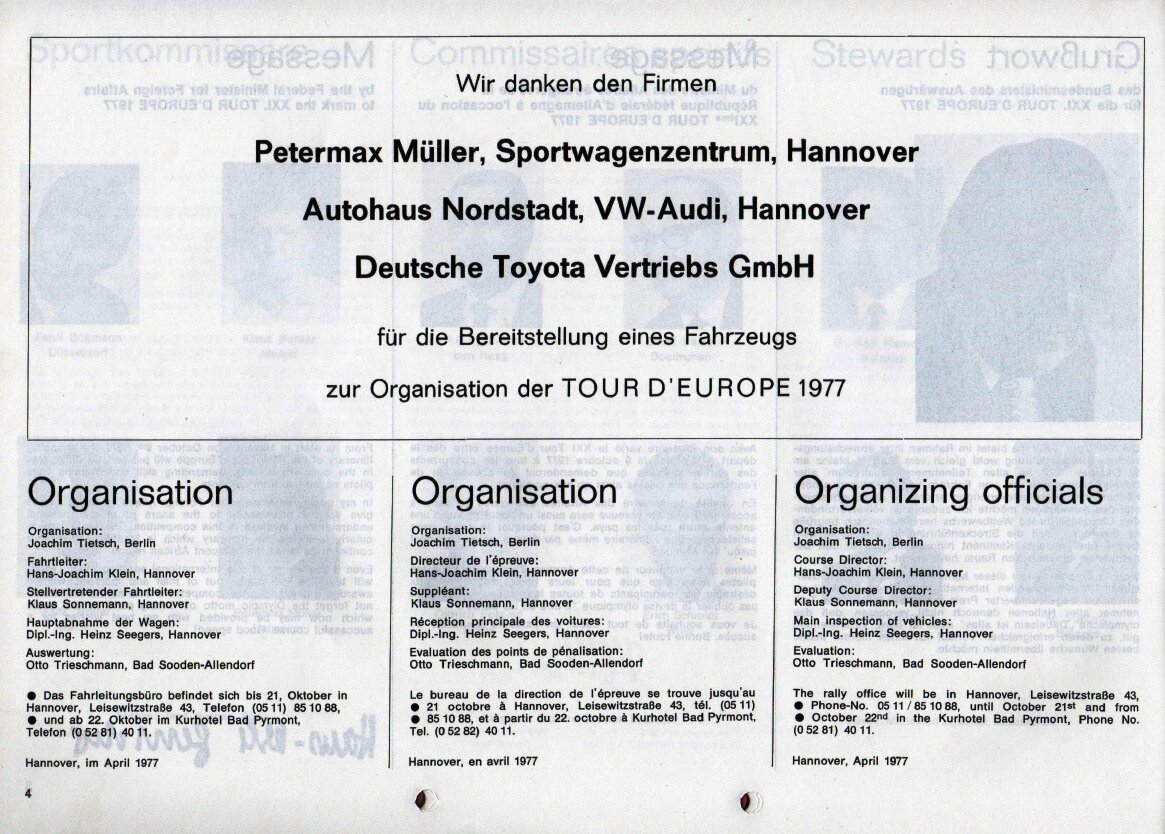 Wir danken den Firmen
Petermax Müller, Sportwagenzentrum, Hannover
Autohaus Nordstadt, VW-Audi, Hannover
Deutsche Toyota Vertriebs GmbH
für die Bereitstellung eines Fahrzeugs
zur Organisation der TOUR D'EUROPE 1977
Organisation
Organisation:
Joachim Tietsch, Berlin
Fahrtleiter:
Hans-Joachim Klein, Hannover
Stellvertretender Fahrtleiter:
Klaus Sonnemann, Hannover
Hauptabnahme der Wagen:
Dipl.-Ing. Heinz Seegers, Hannover
Auswertung:
Otto Trieschmann, Bad Sooden-Allendorf
● Das Fahrleitungsbüro befindet sich bis 21, Oktober in
Hannover, Leisewitzstraße 43, Telefon (05 11) 85 10 88,
● und ab 22. Oktober im Kurhotel Bad Pyrmont,
Telefon (0 52 81) 40 11.
Hannover, im April 1977
4
Organisation
Organisation:
Joachim Tietsch, Berlin
Directeur de l'épreuve:
Hans-Joachim Klein, Hannover
Suppléant:
Klaus Sonnemann, Hannover
Réception principale des voitures:
Dipl.-Ing. Heinz Seegers, Hannover
Evaluation des points de pénalisation:
Otto Trieschmann, Bad Sooden-Allendorf
Le bureau de la direction de l'épreuve se trouve jusqu'au
● 21 octobre à Hannover, Leisewitzstraße 43, tél. (05 11)
● 85 10 88, et à partir du 22. octobre à Kurhotel Bad Pyrmont,
Tel. (0 52 82) 40 11.
Hannover, en avril 1977
Organizing officials
Organisation:
Joachim Tietsch, Berlin
Course Director:
Hans-Joachim Klein, Hannover
Deputy Course Director:
Klaus Sonnemann, Hannover
Main inspection of vehicles:
Dipl.-Ing. Heinz Seegers, Hannover
Evaluation:
Otto Trieschmann, Bad Sooden-Allendorf
The rally office will be in Hannover, Leisewitzstraße 43,
● Phone-No. 05 11 / 85 10 88, until October 21st and from
● October 22nd in the Kurhotel Bad Pyrmont, Phone No.
(0 52 81) 40 11.
Hannover, April 1977